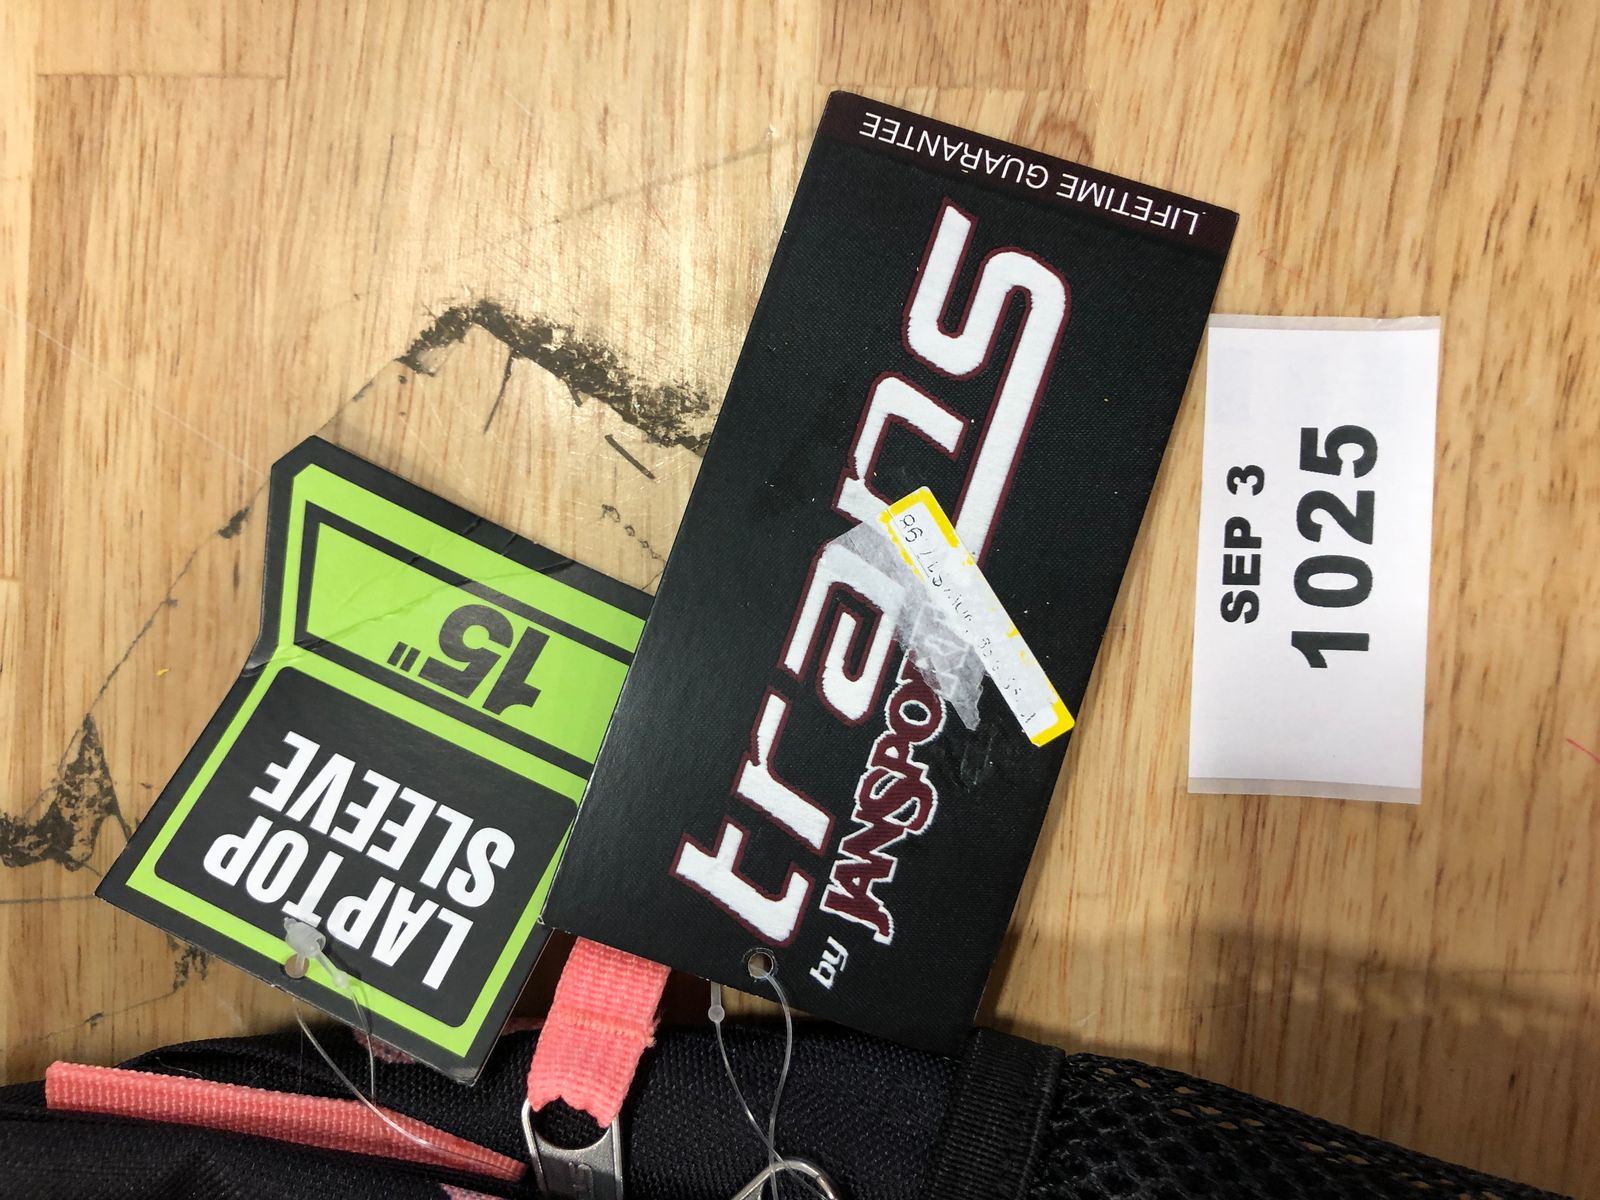 LIFETIME GUARANTEE
trans
by JANSPORT
LAPTOP
SLEEVE
15"
SEP 3
1025